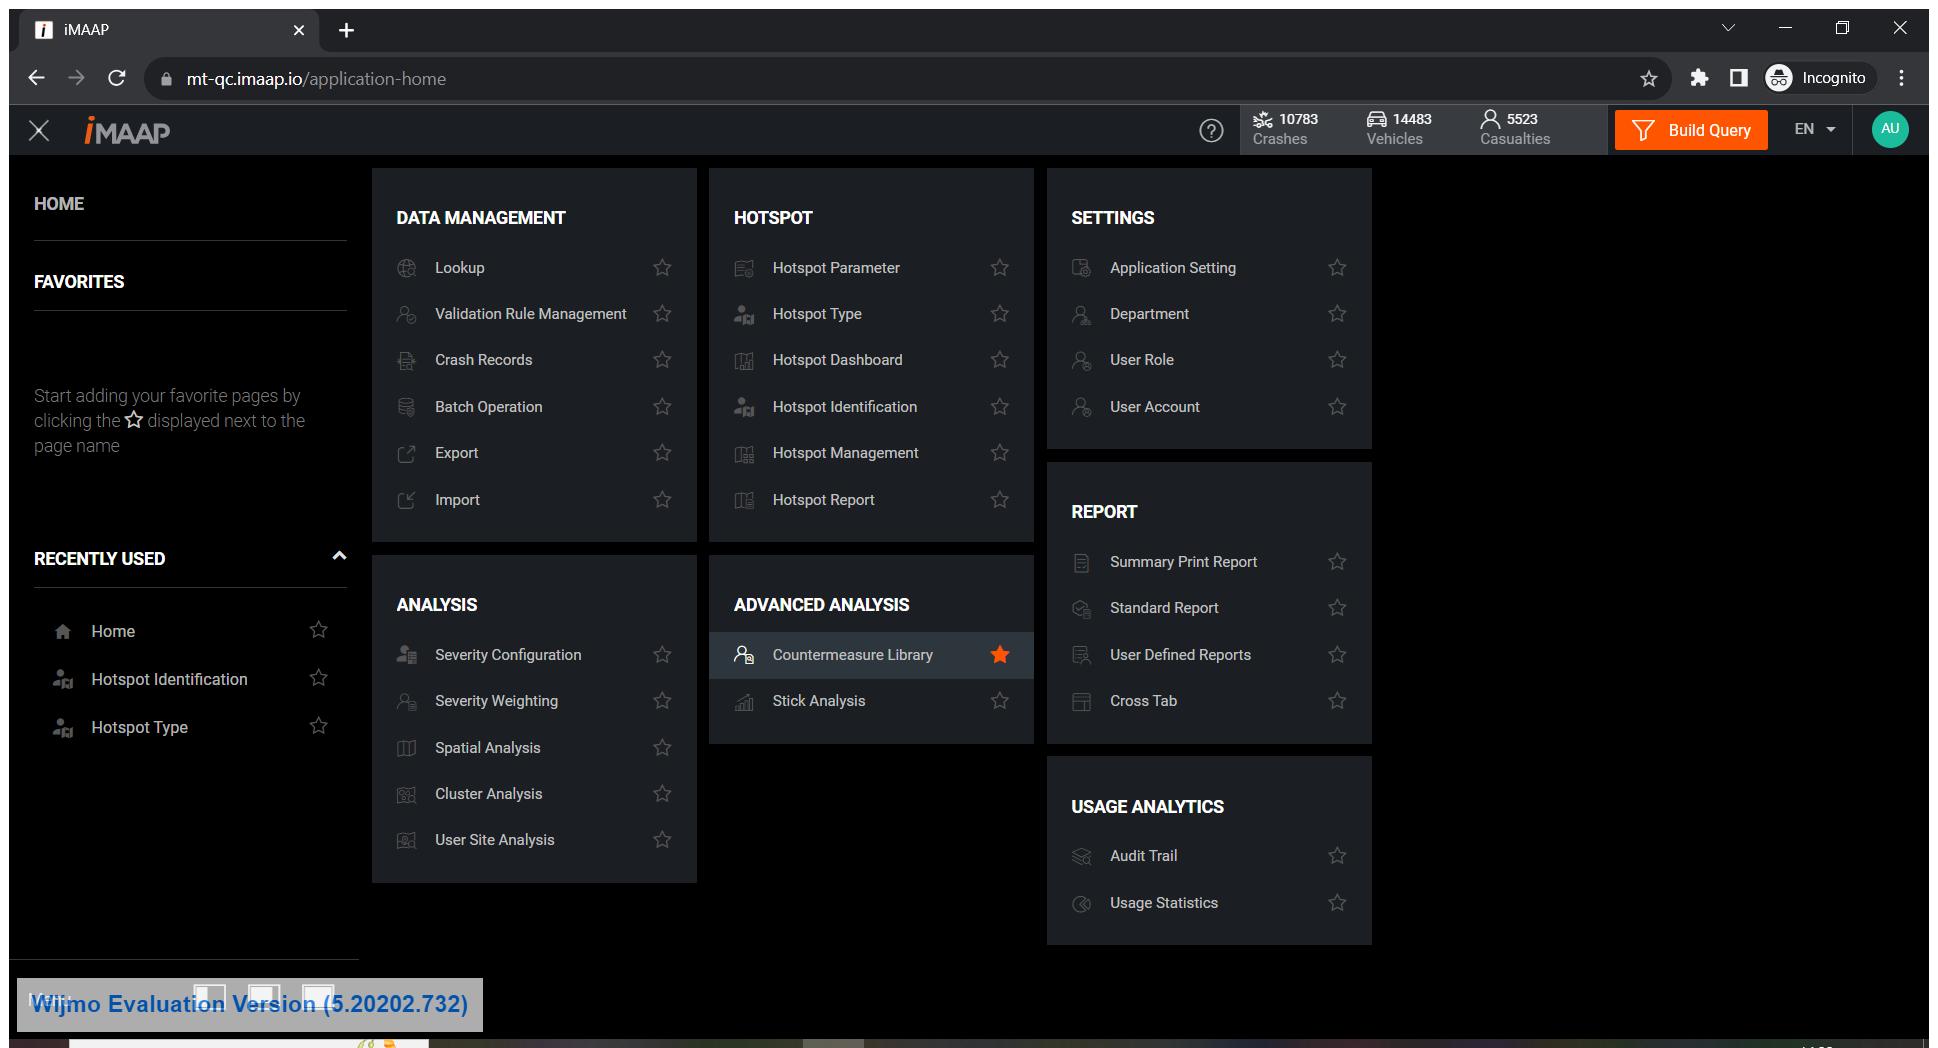 iMAAP
mt-qc.imaap.io/application-home
Incognito
iMAAP
10783
Crashes
14483
Vehicles
5523
Casualties
Build Query
EN
AU
HOME
FAVORITES
Start adding your favorite pages by
clicking the displayed next to the
page name
RECENTLY USED
Home
Hotspot Identification
Hotspot Type
DATA MANAGEMENT
Lookup
Validation Rule Management
Crash Records
Batch Operation
Export
Import
ANALYSIS
Severity Configuration
Severity Weighting
Spatial Analysis
Cluster Analysis
User Site Analysis
HOTSPOT
Hotspot Parameter
Hotspot Type
Hotspot Dashboard
Hotspot Identification
Hotspot Management
Hotspot Report
ADVANCED ANALYSIS
Countermeasure Library
Stick Analysis
SETTINGS
Application Setting
Department
User Role
User Account
REPORT
Summary Print Report
Standard Report
User Defined Reports
Cross Tab
USAGE ANALYTICS
Audit Trail
Usage Statistics
Wijmo Evaluation Version (5.20202.732)